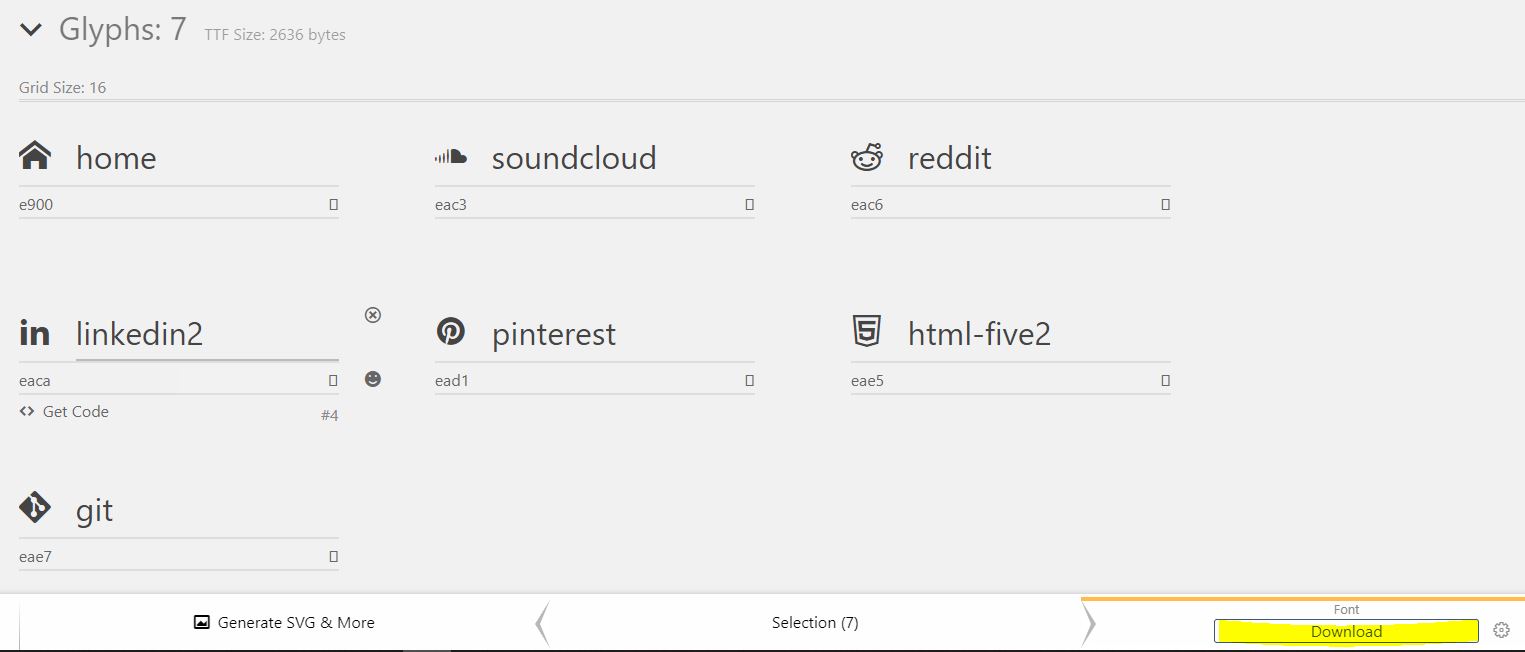 Glyphs: 7 TTF Size: 2636 bytes
Grid Size: 16
home soundcloud reddit
e900 eac3 eac6
linkedin2 pinterest html-five2
eaca ead1 eae5
Get Code #4
git
eae7
Generate SVG & More Selection (7) Font
Download